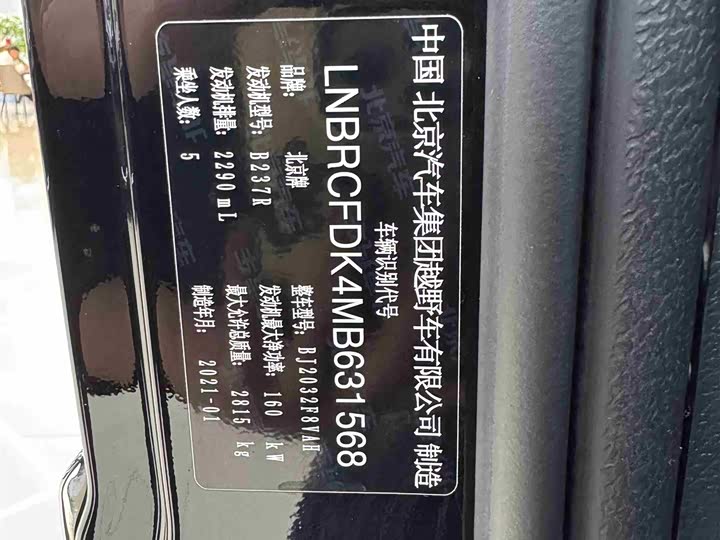 中国 北京汽车集团越野车有限公司 制造
车辆识别代号
LNBRCFDK4MB631568
品牌: 北京牌 整车型号: BJ2032F8VAH
发动机型号: B237R 发动机最大净功率: 160 kW
发动机排量: 2290mL 最大允许总质量: 2815 kg
乘坐人数: 5 制造年月: 2021-01